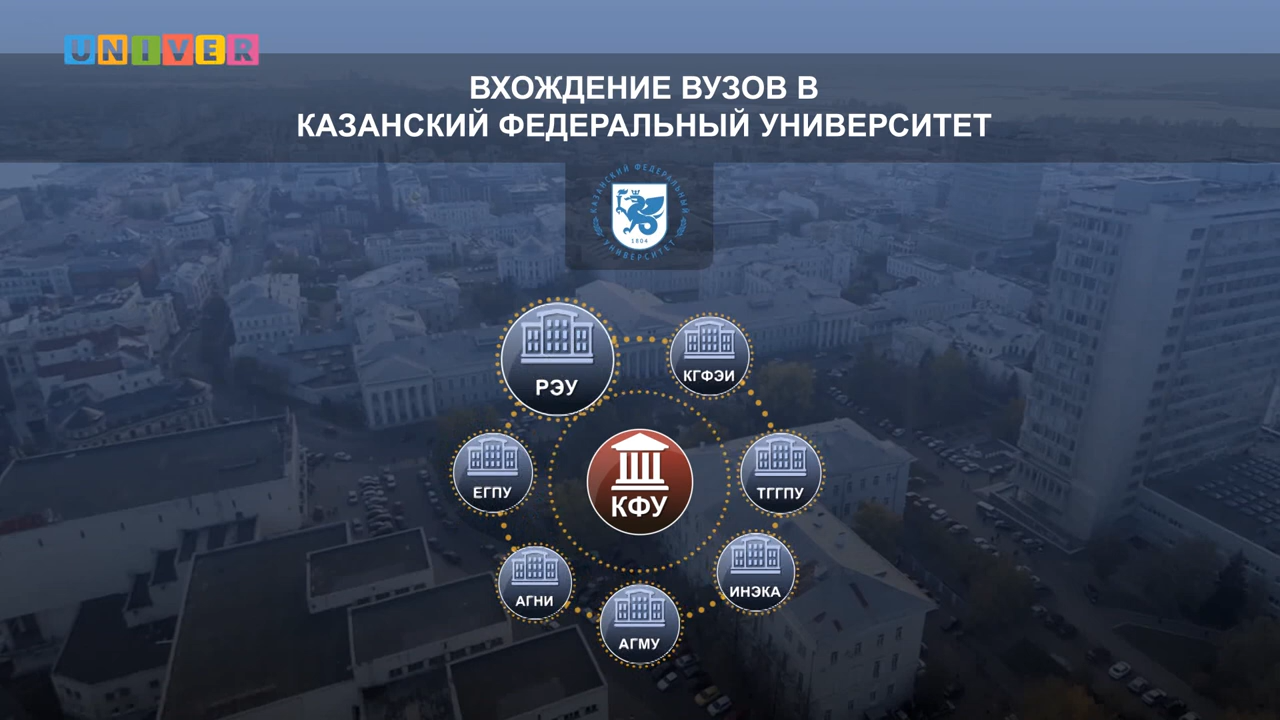 UNIVER
ВХОЖДЕНИЕ ВУЗОВ В
КАЗАНСКИЙ ФЕДЕРАЛЬНЫЙ УНИВЕРСИТЕТ
КАЗАНСКИЙ ФЕДЕРАЛЬНЫЙ
1804
УНИВЕРСИТЕТ
РЭУ
КГФЭИ
ЕГПУ
КФУ
ТГГПУ
АГНИ
ИНЭКА
АГМУ